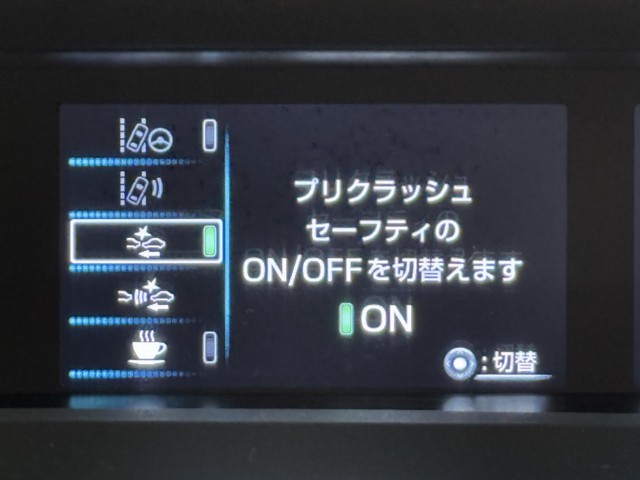 プリクラッシュ
セーフティの
ON/OFFを切替えます
ON
:切替